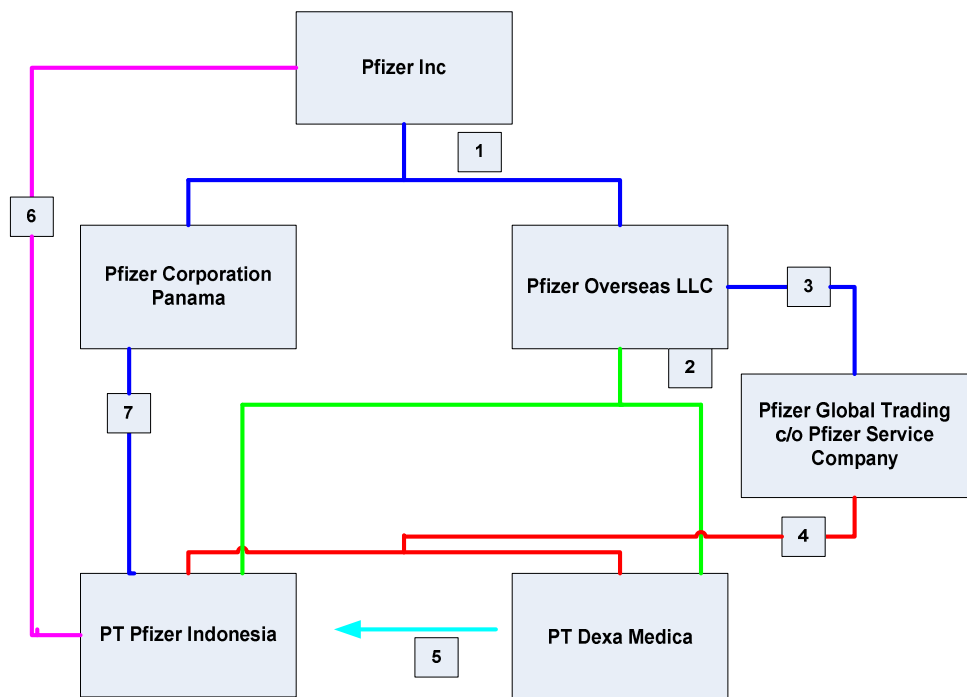 Pfizer Inc
1
6
Pfizer Corporation
Panama
Pfizer Overseas LLC
3
2
7
Pfizer Global Trading
c/o Pfizer Service
Company
4
PT Pfizer Indonesia
5
PT Dexa Medica